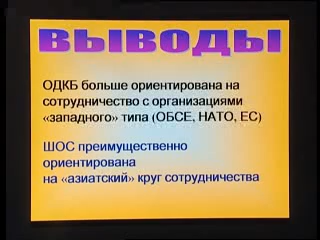 ВЫВОДЫ
ОДКБ больше ориентирована на
сотрудничество с организациями
«западного» типа (ОБСЕ, НАТО, ЕС)
ШОС преимущественно
ориентирована
на «азиатский» круг сотрудничества